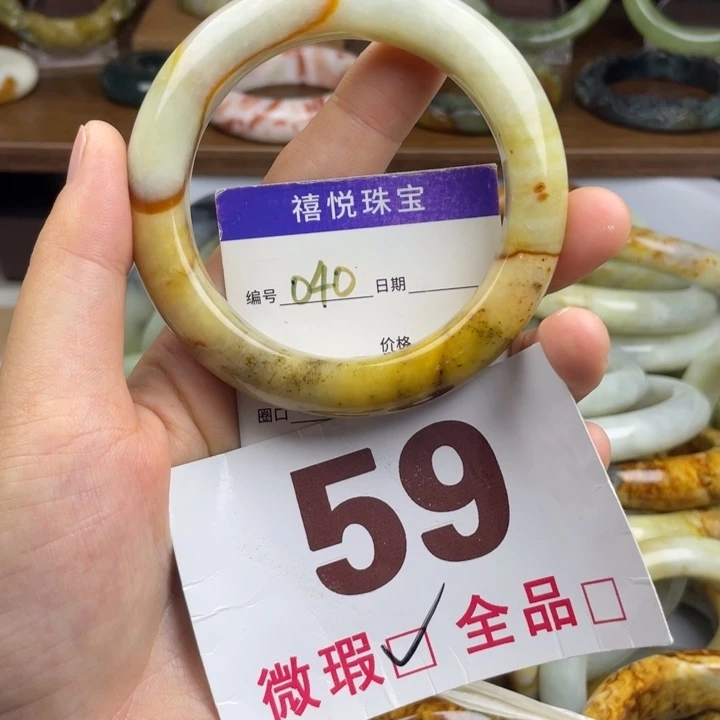 禧悦珠宝
编号 040 日期
价格
圈口
59
微瑕 全品